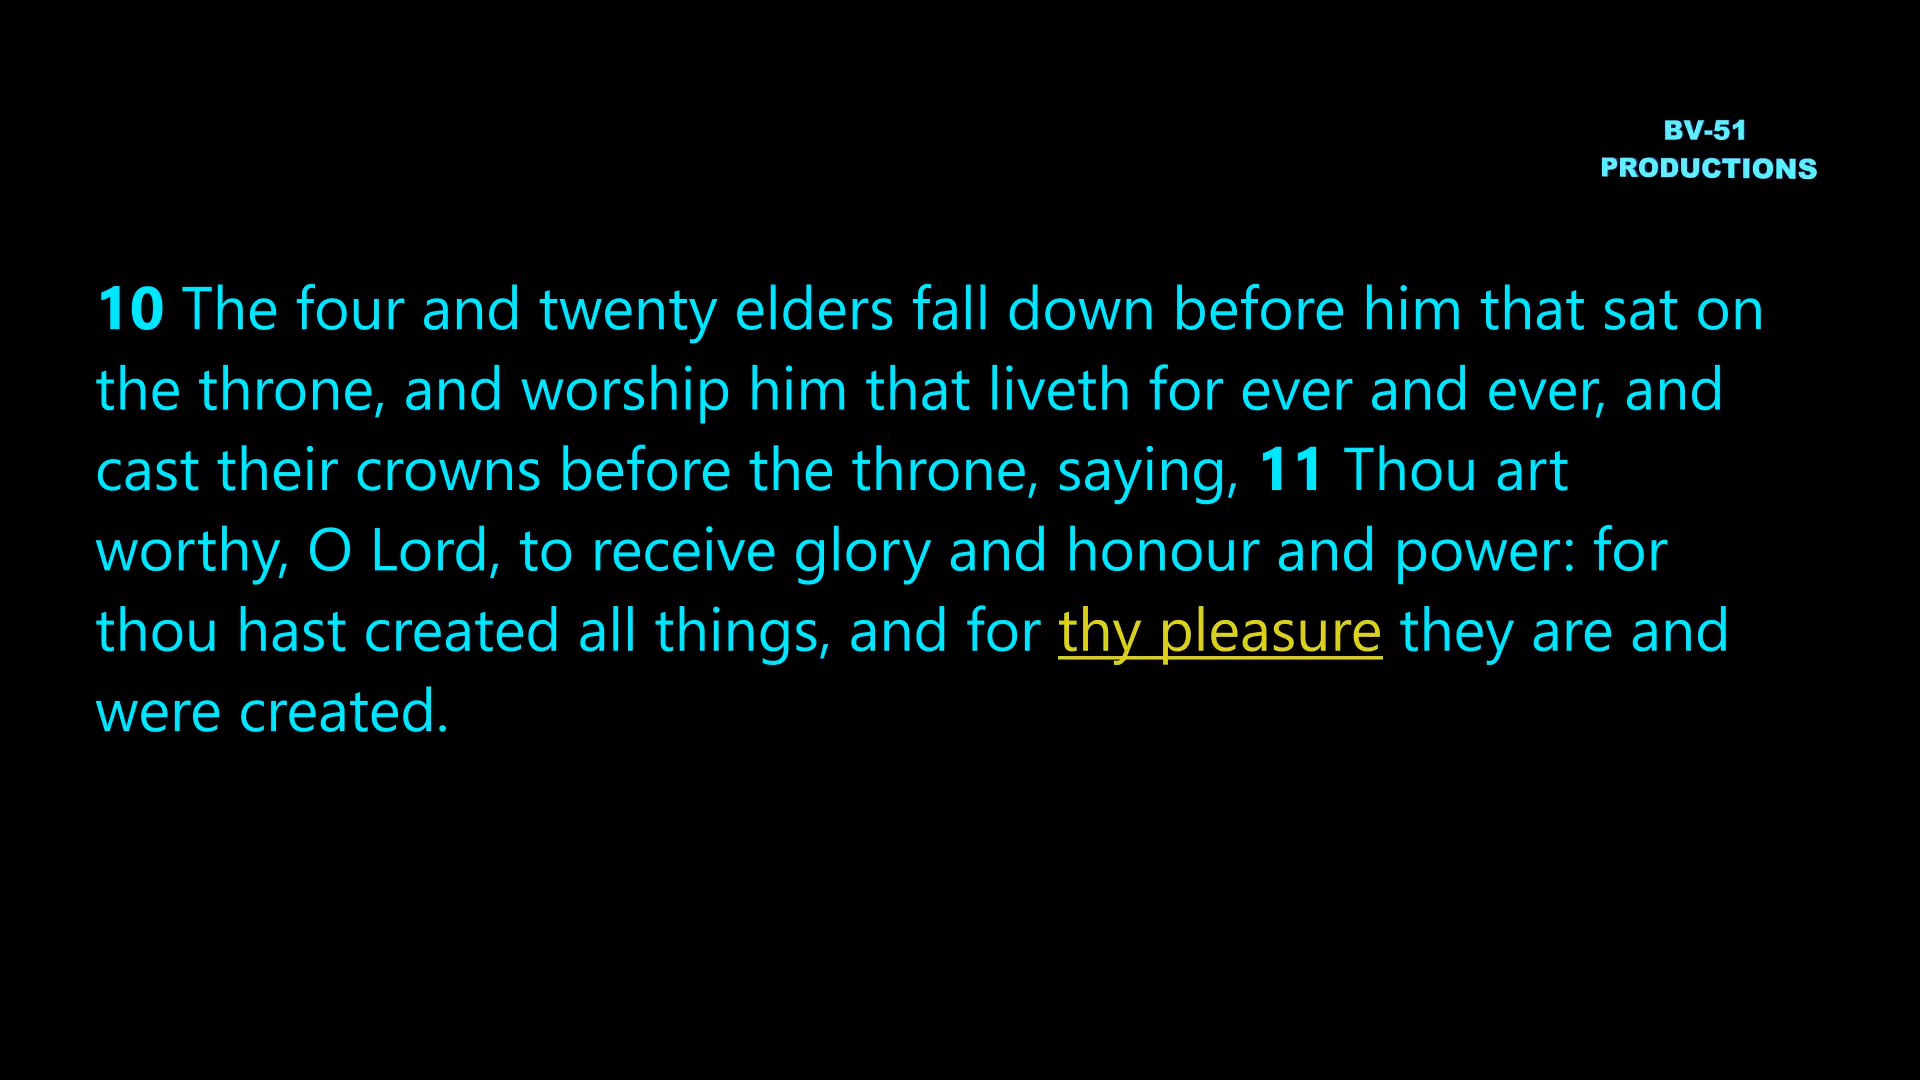 BV-51
PRODUCTIONS
10 The four and twenty elders fall down before him that sat on
the throne, and worship him that liveth for ever and ever, and
cast their crowns before the throne, saying, 11 Thou art
worthy, O Lord, to receive glory and honour and power: for
thou hast created all things, and for thy pleasure they are and
were created.